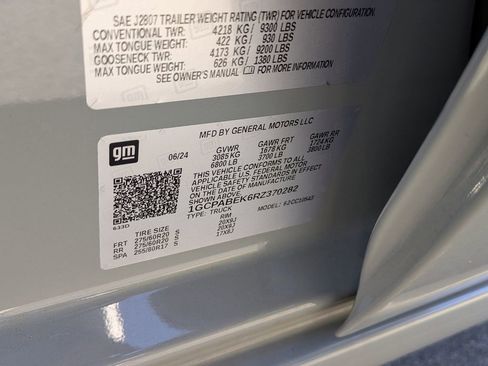 SAE J2807 TRAILER WEIGHT RATING (TWR) FOR VEHICLE CONFIGURATION.
CONVENTIONAL TWR: 4218 KG / 9300 LBS
MAX TONGUE WEIGHT: 422 KG / 930 LBS
GOOSENECK TWR: 4173 KG / 9200 LBS
MAX TONGUE WEIGHT: 626 KG / 1380 LBS
SEE OWNER'S MANUAL FOR MORE INFORMATION
gm
MFD BY GENERAL MOTORS LLC
06/24 GVWR GAWR FRT GAWR RR
3085 KG 1678 KG 1724 KG
6800 LB 3700 LB 3800 LB
THIS VEHICLE CONFORMS TO ALL
APPLICABLE U.S. FEDERAL MOTOR
VEHICLE SAFETY STANDARDS IN
EFFECT ON THE DATE OF
MANUFACTURE SHOWN ABOVE.
1GCPABEK6RZ370282
TYPE: TRUCK MODEL:
633D
TIRE SIZE RIM
FRT 275/60R20 S 20X9J
RR 275/60R20 S 20X9J
SPA 255/80R17 S 17X8J